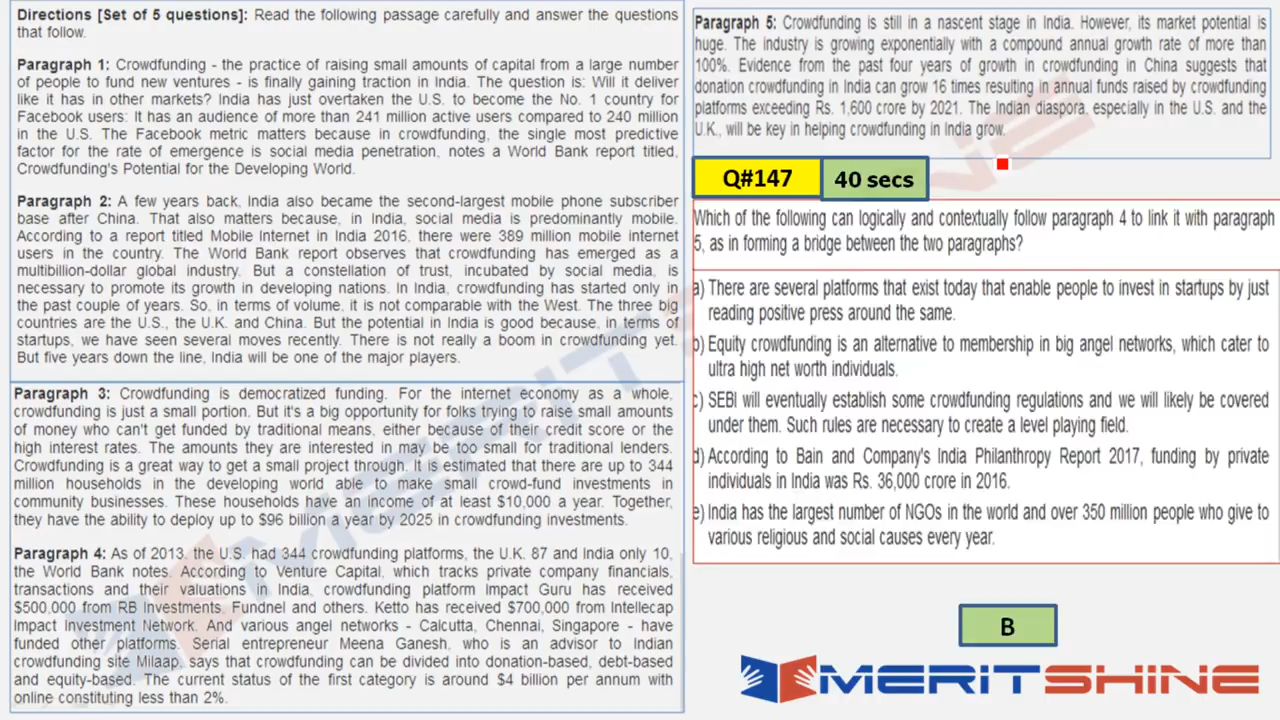 Directions [Set of 5 questions]: Read the following passage carefully and answer the questions
that follow.
Paragraph 1: Crowdfunding - the practice of raising small amounts of capital from a large number
of people to fund new ventures - is finally gaining traction in India. The question is: Will it deliver
like it has in other markets? India has just overtaken the U.S. to become the No. 1 country for
Facebook users: It has an audience of more than 241 million active users compared to 240 million
in the U.S. The Facebook metric matters because in crowdfunding, the single most predictive
factor for the rate of emergence is social media penetration, notes a World Bank report titled,
Crowdfunding's Potential for the Developing World.
Paragraph 2: A few years back, India also became the second-largest mobile phone subscriber
base after China. That also matters because, in India, social media is predominantly mobile.
According to a report titled Mobile Internet in India 2016, there were 389 million mobile internet
users in the country. The World Bank report observes that crowdfunding has emerged as a
multibillion-dollar global industry. But a constellation of trust, incubated by social media, is
necessary to promote its growth in developing nations. In India, crowdfunding has started only in
the past couple of years. So, in terms of volume, it is not comparable with the West. The three big
countries are the U.S., the U.K. and China. But the potential in India is good because, in terms of
startups, we have seen several moves recently. There is not really a boom in crowdfunding yet.
But five years down the line, India will be one of the major players.
Paragraph 3: Crowdfunding is democratized funding. For the internet economy as a whole,
crowdfunding is just a small portion. But it's a big opportunity for folks trying to raise small amounts
of money who can't get funded by traditional means, either because of their credit score or the
high interest rates. The amounts they are interested in may be too small for traditional lenders.
Crowdfunding is a great way to get a small project through. It is estimated that there are up to 344
million households in the developing world able to make small crowd-fund investments in
community businesses. These households have an income of at least $10,000 a year. Together,
they have the ability to deploy up to $96 billion a year by 2025 in crowdfunding investments.
Paragraph 4: As of 2013, the U.S. had 344 crowdfunding platforms, the U.K. 87 and India only 10,
the World Bank notes. According to Venture Capital, which tracks private company financials,
transactions and their valuations in India, crowdfunding platform Impact Guru has received
$500,000 from RB Investments, Fundnel and others. Ketto has received $700,000 from Intellecap
Impact Investment Network. And various angel networks - Calcutta, Chennai, Singapore - have
funded other platforms. Serial entrepreneur Meena Ganesh, who is an advisor to Indian
crowdfunding site Milaap, says that crowdfunding can be divided into donation-based, debt-based
and equity-based. The current status of the first category is around $4 billion per annum with
online constituting less than 2%.
Paragraph 5: Crowdfunding is still in a nascent stage in India. However, its market potential is
huge. The industry is growing exponentially with a compound annual growth rate of more than
100%. Evidence from the past four years of growth in crowdfunding in China suggests that
donation crowdfunding in India can grow 16 times resulting in annual funds raised by crowdfunding
platforms exceeding Rs. 1,600 crore by 2021. The Indian diaspora, especially in the U.S. and the
U.K., will be key in helping crowdfunding in India grow.
Q#147
40 secs
Which of the following can logically and contextually follow paragraph 4 to link it with paragraph
5, as in forming a bridge between the two paragraphs?
a) There are several platforms that exist today that enable people to invest in startups by just
reading positive press around the same.
b) Equity crowdfunding is an alternative to membership in big angel networks, which cater to
ultra high net worth individuals.
c) SEBI will eventually establish some crowdfunding regulations and we will likely be covered
under them. Such rules are necessary to create a level playing field.
d) According to Bain and Company's India Philanthropy Report 2017, funding by private
individuals in India was Rs. 36,000 crore in 2016.
e) India has the largest number of NGOs in the world and over 350 million people who give to
various religious and social causes every year.
B
MERITSHINE